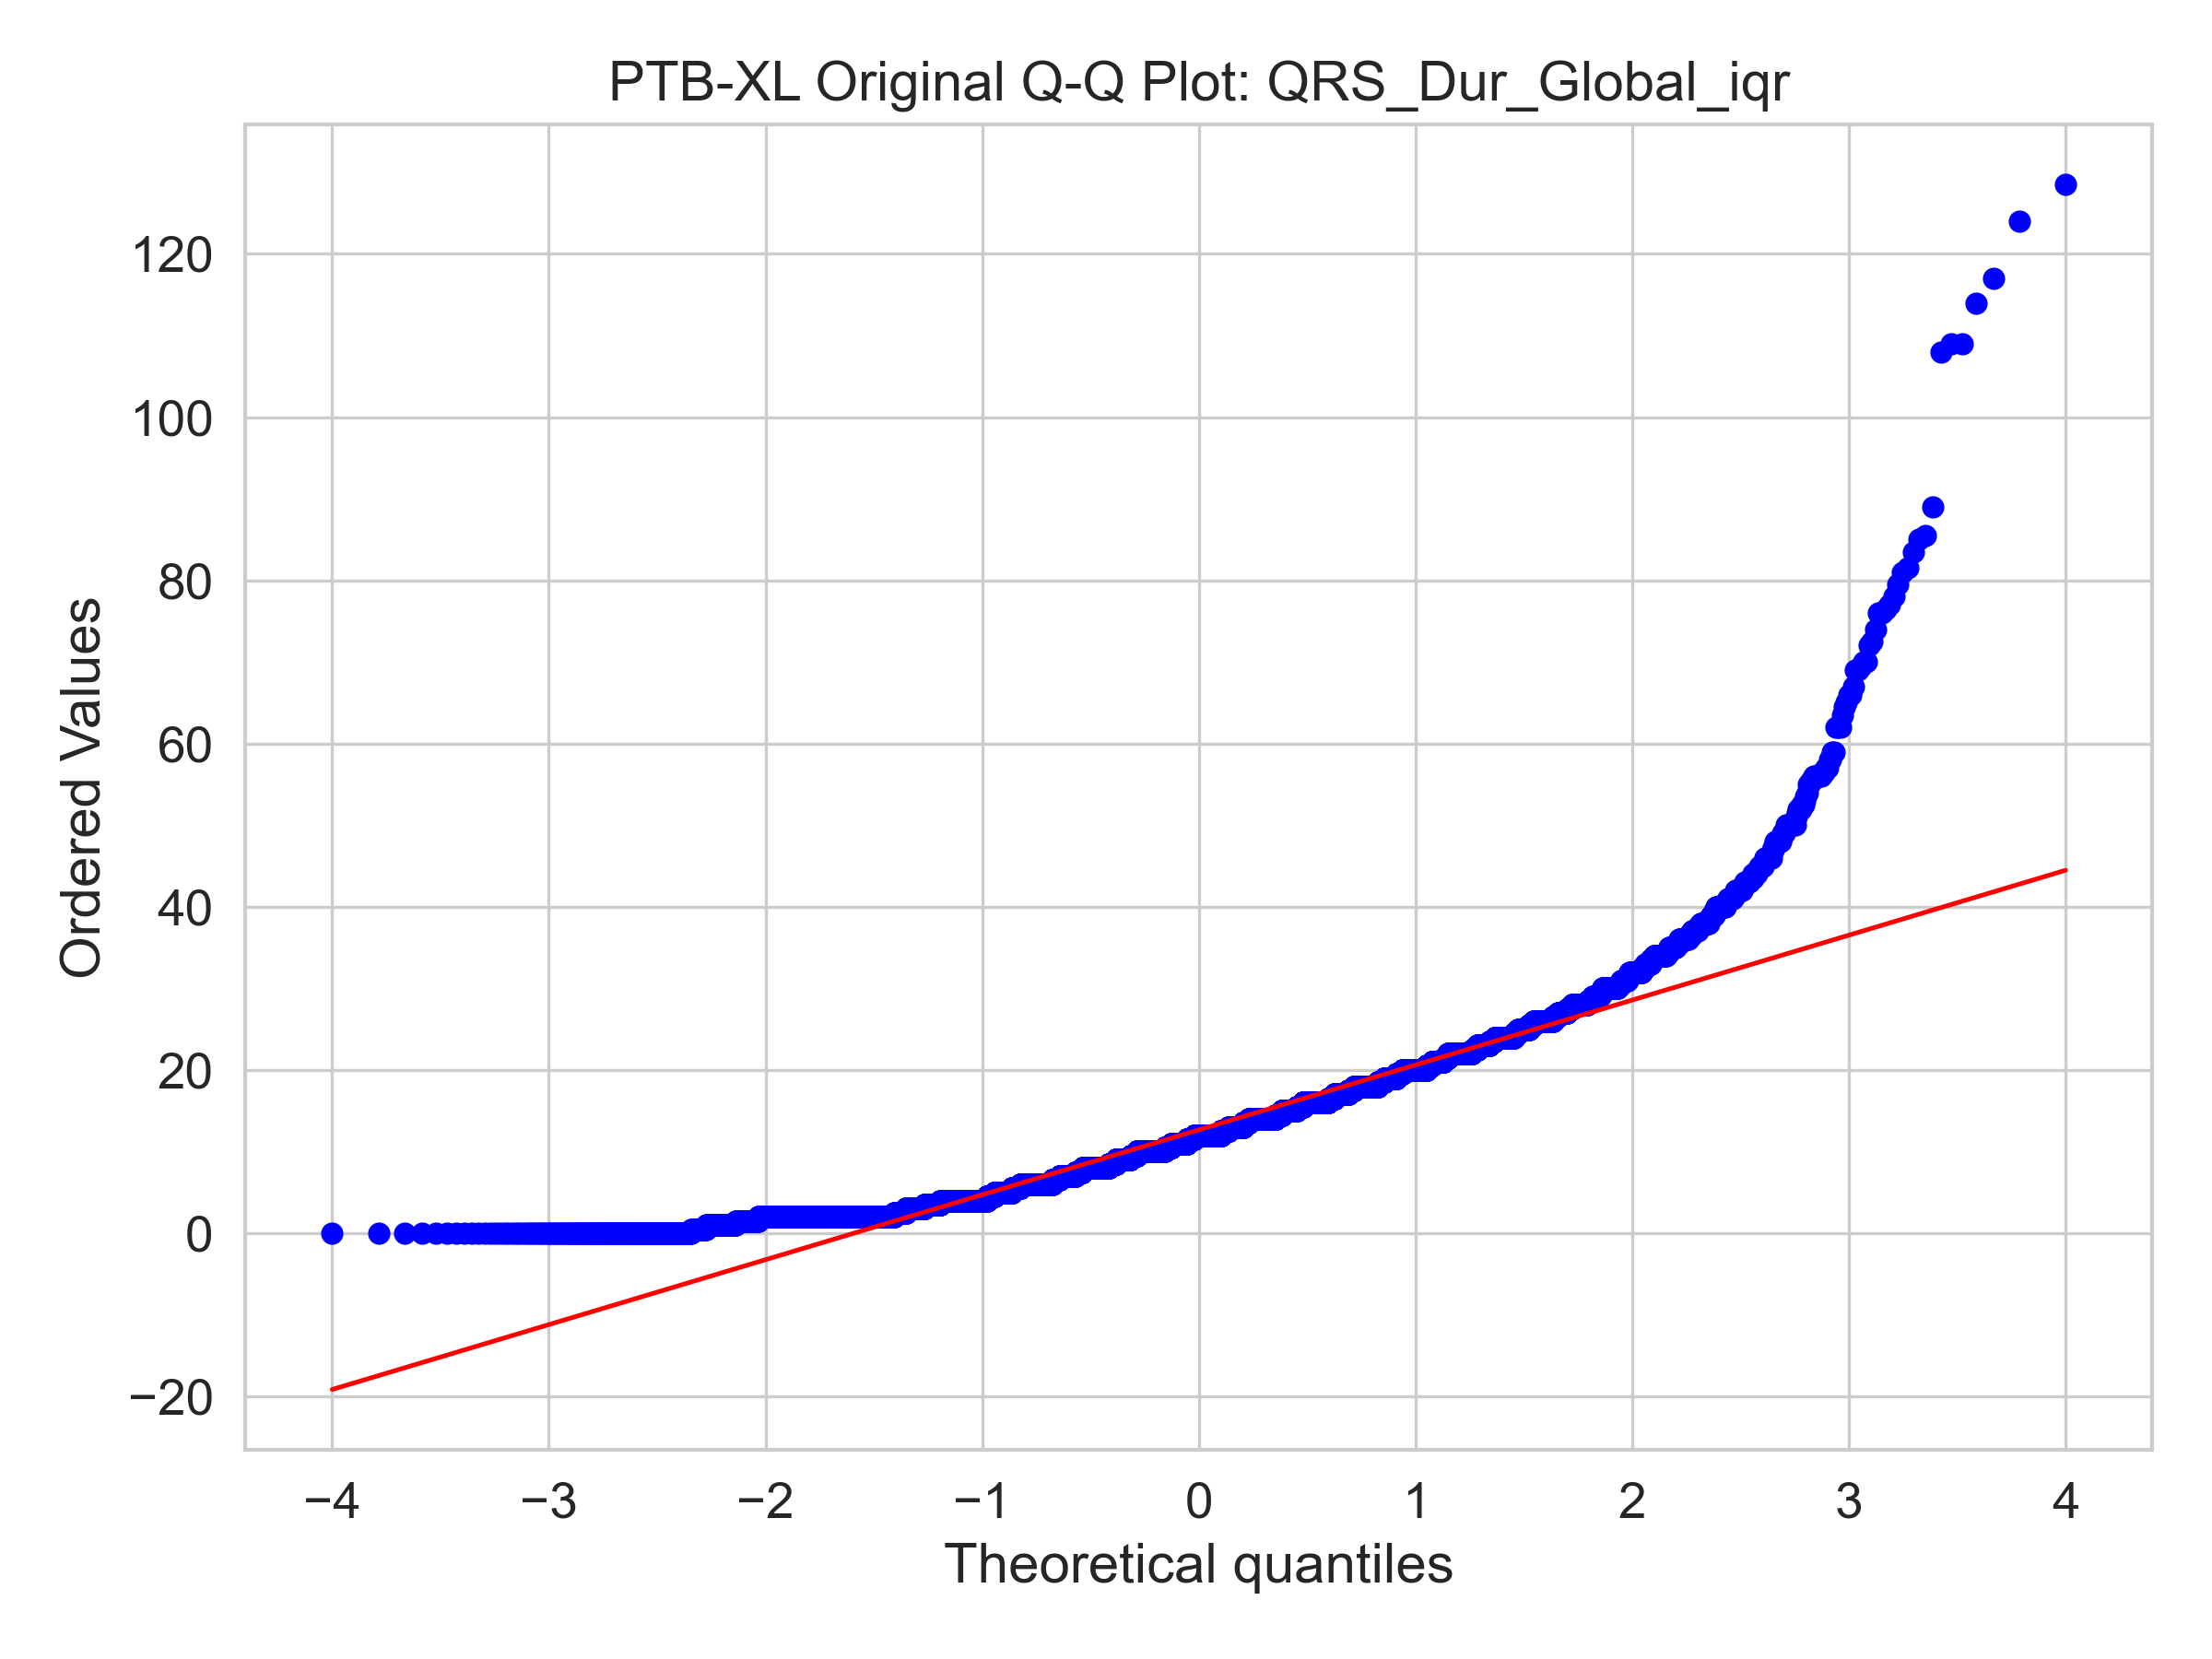 PTB-XL Original Q-Q Plot: QRS_Dur_Global_iqr
120
100
80
60
40
20
0
−20
Ordered Values
−4 −3 −2 −1 0 1 2 3 4
Theoretical quantiles